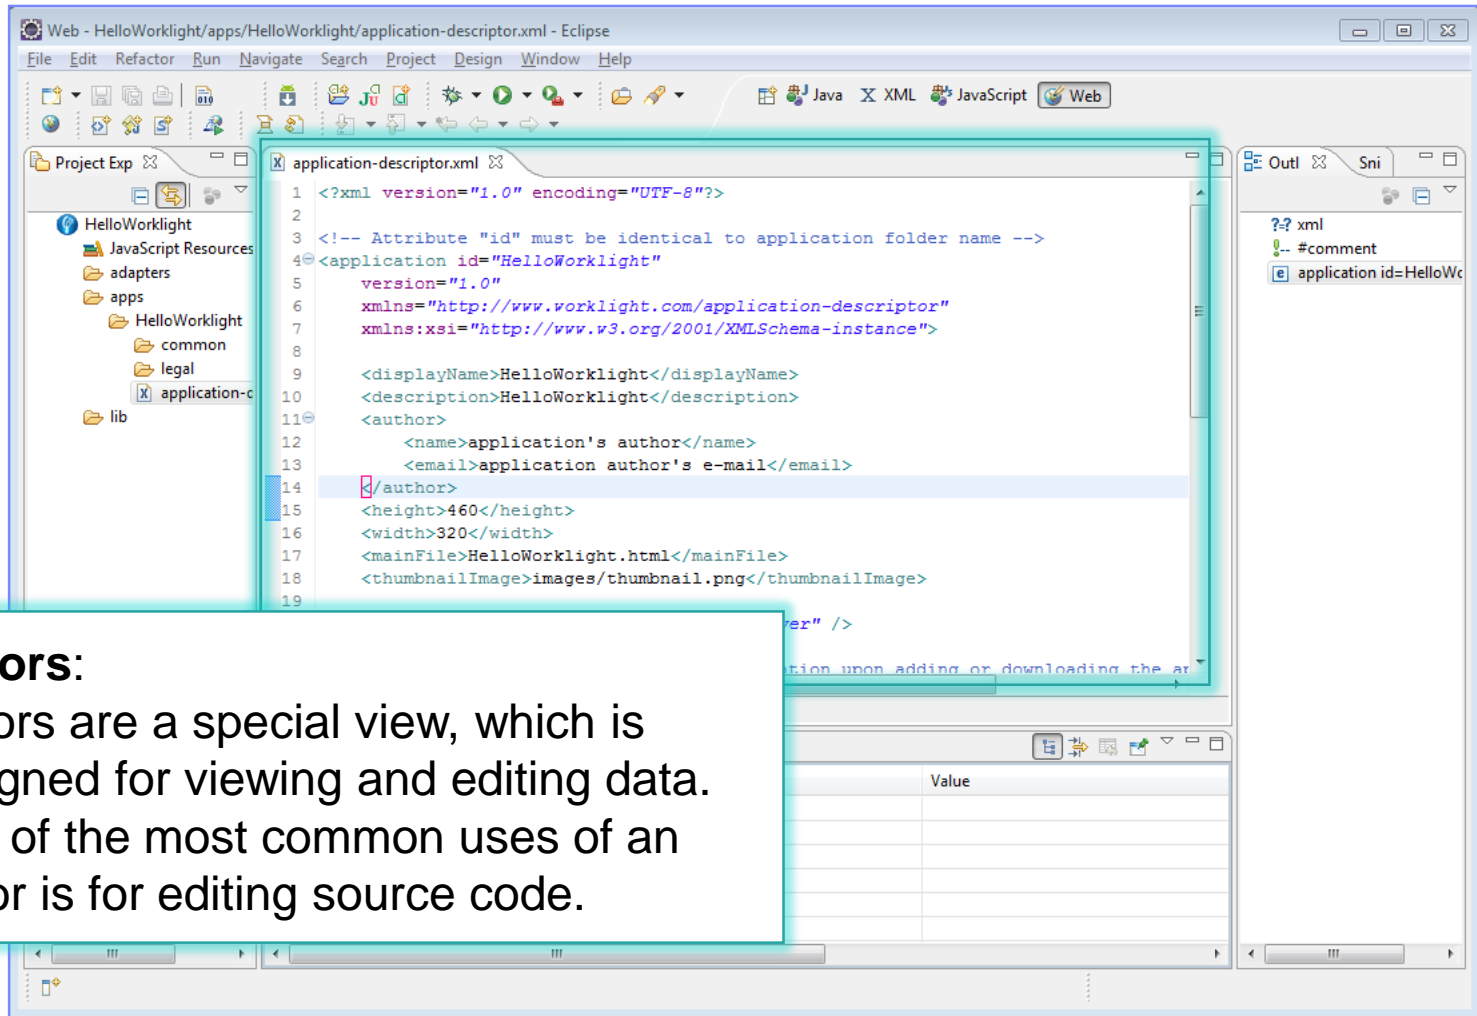 Web - HelloWorklight/apps/HelloWorklight/application-descriptor.xml - Eclipse
File Edit Refactor Run Navigate Search Project Design Window Help
Java XML JavaScript Web
Project Exp
application-descriptor.xml
Outl Sni
HelloWorklight
JavaScript Resources
adapters
apps
HelloWorklight
common
legal
application-d
lib
1 <?xml version="1.0" encoding="UTF-8"?>
2
3 <!-- Attribute "id" must be identical to application folder name -->
4 <application id="HelloWorklight"
5 version="1.0"
6 xmlns="http://www.worklight.com/application-descriptor"
7 xmlns:xsi="http://www.w3.org/2001/XMLSchema-instance">
8
9 <displayName>HelloWorklight</displayName>
10 <description>HelloWorklight</description>
11 <author>
12 <name>application's author</name>
13 <email>application author's e-mail</email>
14 </author>
15 <height>460</height>
16 <width>320</width>
17 <mainFile>HelloWorklight.html</mainFile>
18 <thumbnailImage>images/thumbnail.png</thumbnailImage>
19
ver" />
tion upon adding or downloading the
?=? xml
!-- #comment
e application id=HelloWo
ors:
ors are a special view, which is
gned for viewing and editing data.
of the most common uses of an
or is for editing source code.
Value